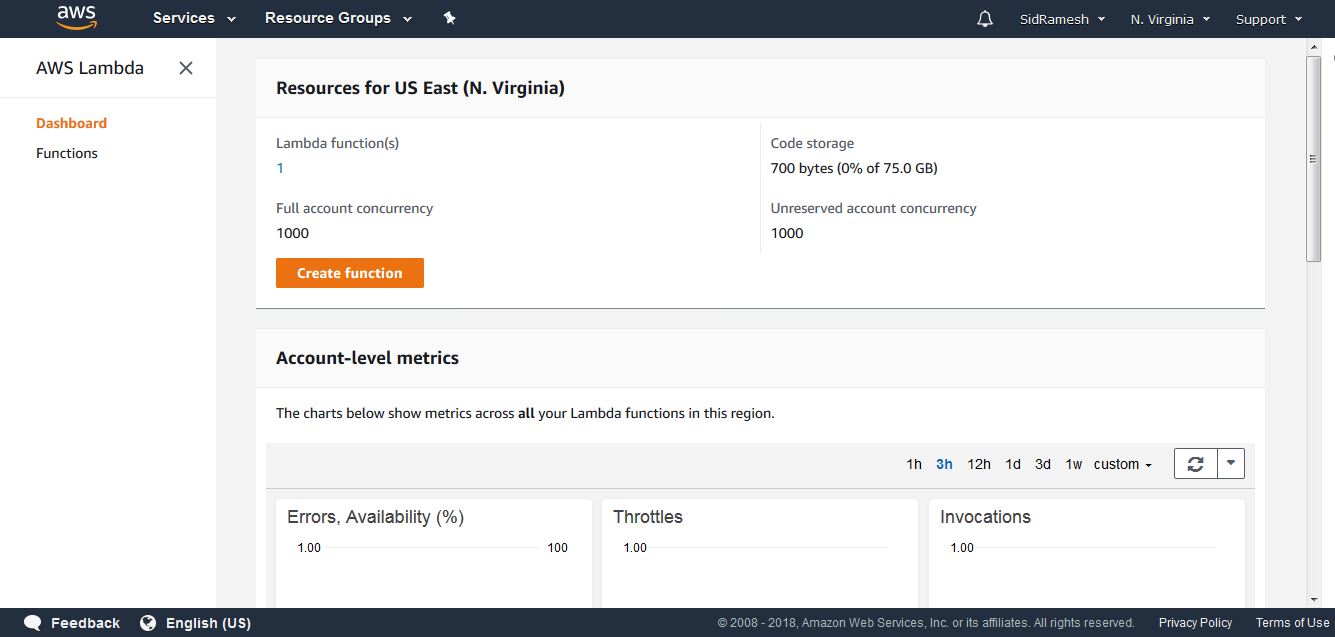 aws Services Resource Groups SidRamesh N. Virginia Support
AWS Lambda
Dashboard
Functions
Resources for US East (N. Virginia)
Lambda function(s)
1
Code storage
700 bytes (0% of 75.0 GB)
Full account concurrency
1000
Unreserved account concurrency
1000
Create function
Account-level metrics
The charts below show metrics across all your Lambda functions in this region.
1h 3h 12h 1d 3d 1w custom
Errors, Availability (%)
1.00 100
Throttles
1.00
Invocations
1.00
Feedback English (US) © 2008 - 2018, Amazon Web Services, Inc. or its affiliates. All rights reserved. Privacy Policy Terms of Use